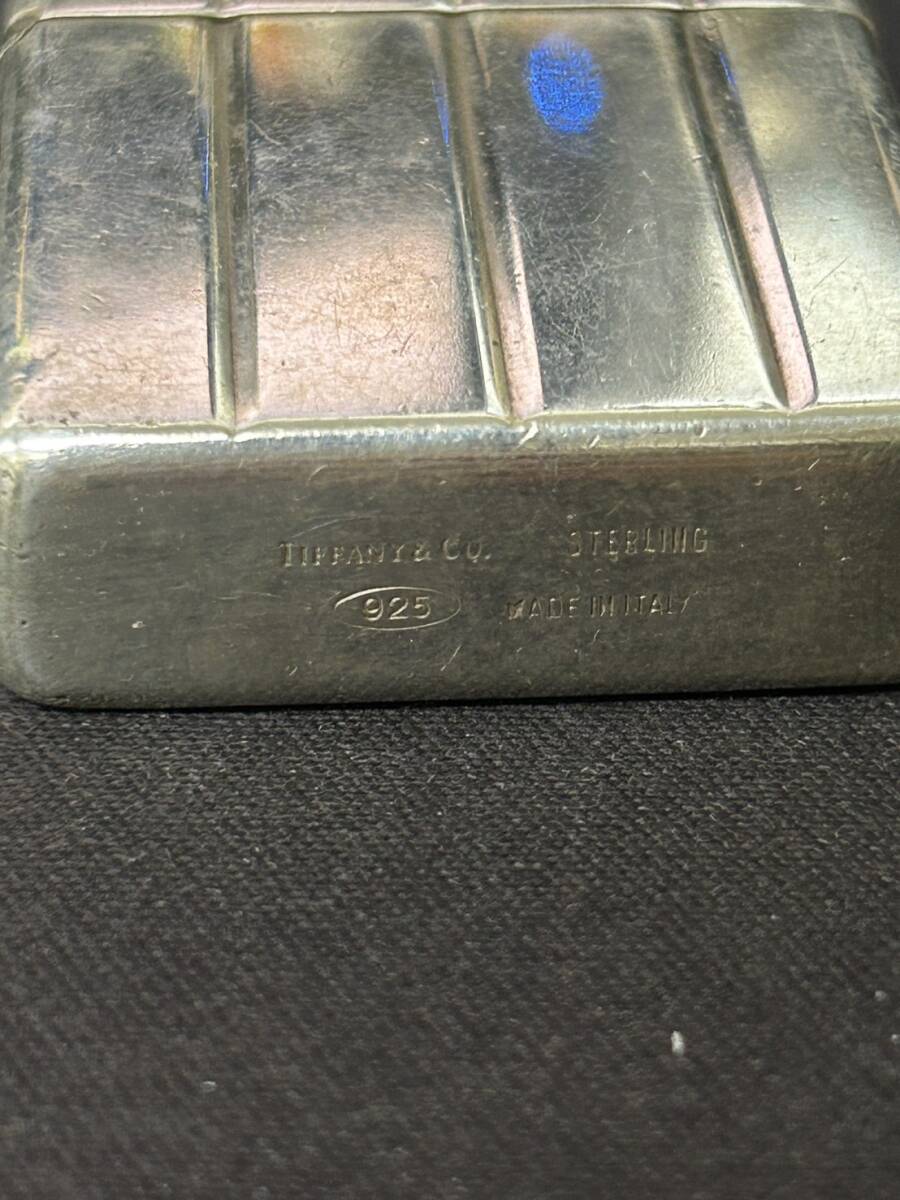 TIFFANY & CO. STERLING
925 MADE IN ITALY